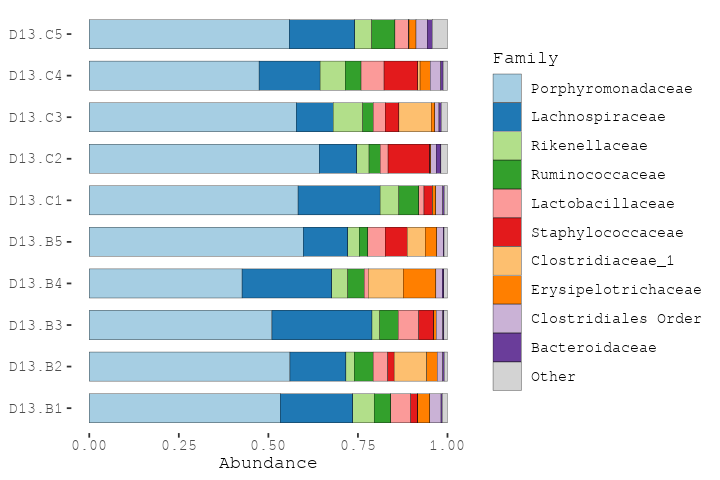 D13.C5
D13.C4
D13.C3
D13.C2
D13.C1
D13.B5
D13.B4
D13.B3
D13.B2
D13.B1
0.00 0.25 0.50 0.75 1.00
Abundance
Family
Porphyromonadaceae
Lachnospiraceae
Rikenellaceae
Ruminococcaceae
Lactobacillaceae
Staphylococcaceae
Clostridiaceae_1
Erysipelotrichaceae
Clostridiales Order
Bacteroidaceae
Other